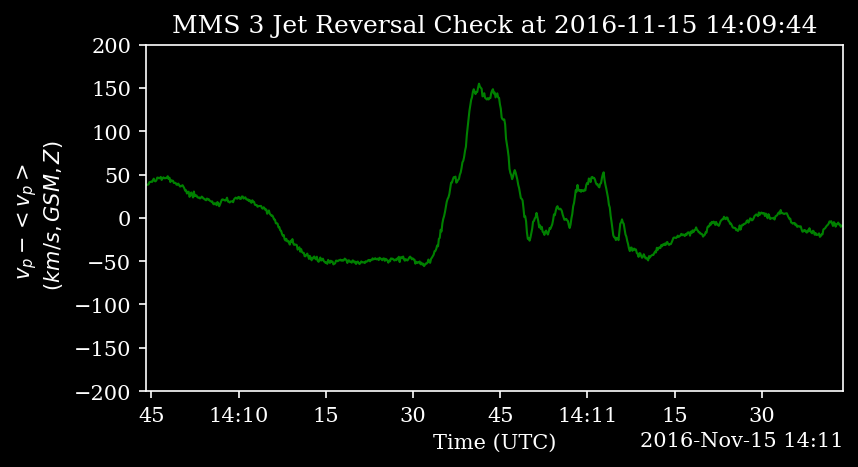 MMS 3 Jet Reversal Check at 2016-11-15 14:09:44
200
150
100
50
0
−50
−100
−150
−200
v_p − < v_p >
(km/s, GSM, Z)
45 14:10 15 30 45 14:11 15 30
Time (UTC)
2016-Nov-15 14:11